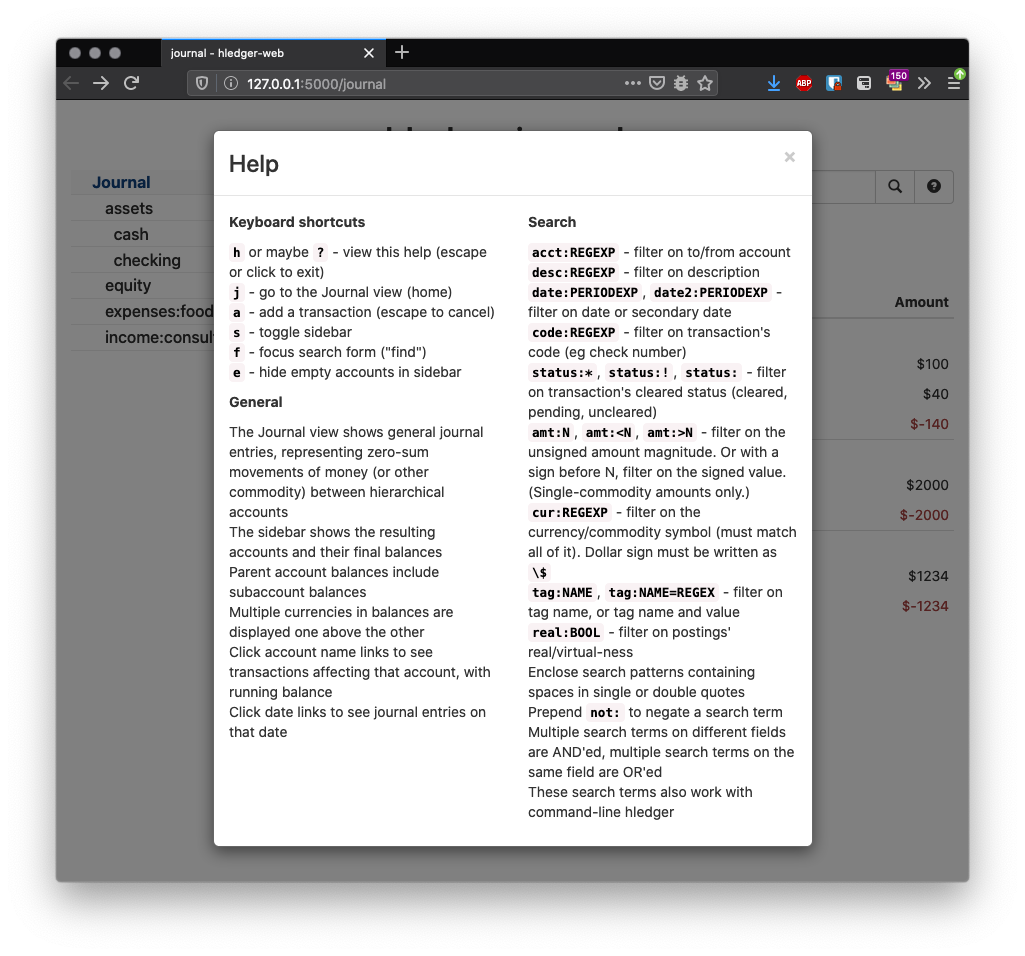 journal - hledger-web
127.0.0.1:5000/journal
ABP
150
Help
×
Journal
assets
cash
checking
equity
expenses:food
Amount
$100
$40
$-140
$2000
$-2000
$1234
$-1234
Keyboard shortcuts
h or maybe ? - view this help (escape
or click to exit)
j - go to the Journal view (home)
a - add a transaction (escape to cancel)
s - toggle sidebar
f - focus search form ("find")
e - hide empty accounts in sidebar
General
The Journal view shows general journal
entries, representing zero-sum
movements of money (or other
commodity) between hierarchical
accounts
The sidebar shows the resulting
accounts and their final balances
Parent account balances include
subaccount balances
Multiple currencies in balances are
displayed one above the other
Click account name links to see
transactions affecting that account, with
running balance
Click date links to see journal entries on
that date
Search
acct:REGEXP - filter on to/from account
desc:REGEXP - filter on description
date:PERIODEXP, date2:PERIODEXP -
filter on date or secondary date
code:REGEXP - filter on transaction's
code (eg check number)
status:*, status:!, status: - filter
on transaction's cleared status (cleared,
pending, uncleared)
amt:N, amt:<N, amt:>N - filter on the
unsigned amount magnitude. Or with a
sign before N, filter on the signed value.
(Single-commodity amounts only.)
cur:REGEXP - filter on the
currency/commodity symbol (must match
all of it). Dollar sign must be written as
\$
tag:NAME, tag:NAME=REGEX - filter on
tag name, or tag name and value
real:BOOL - filter on postings'
real/virtual-ness
Enclose search patterns containing
spaces in single or double quotes
Prepend not: to negate a search term
Multiple search terms on different fields
are AND'ed, multiple search terms on the
same field are OR'ed
These search terms also work with
command-line hledger